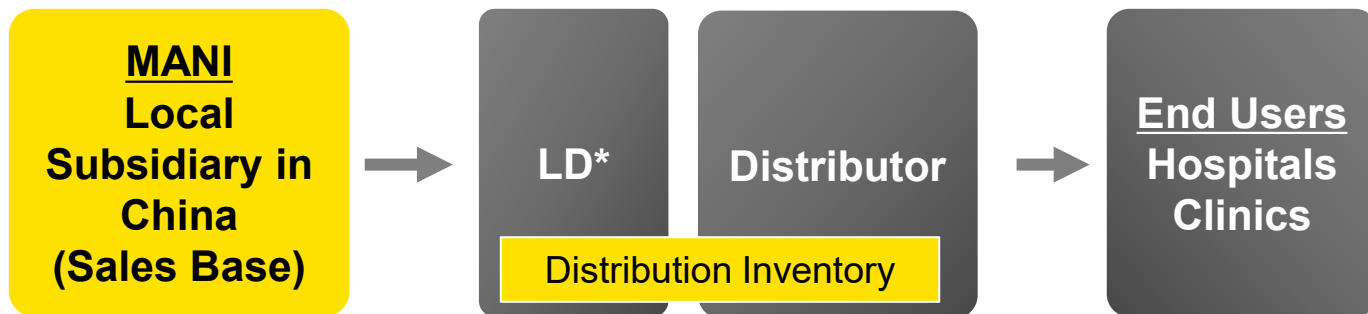 MANI
Local
Subsidiary in
China
(Sales Base)
LD*
Distributor
Distribution Inventory
End Users
Hospitals
Clinics